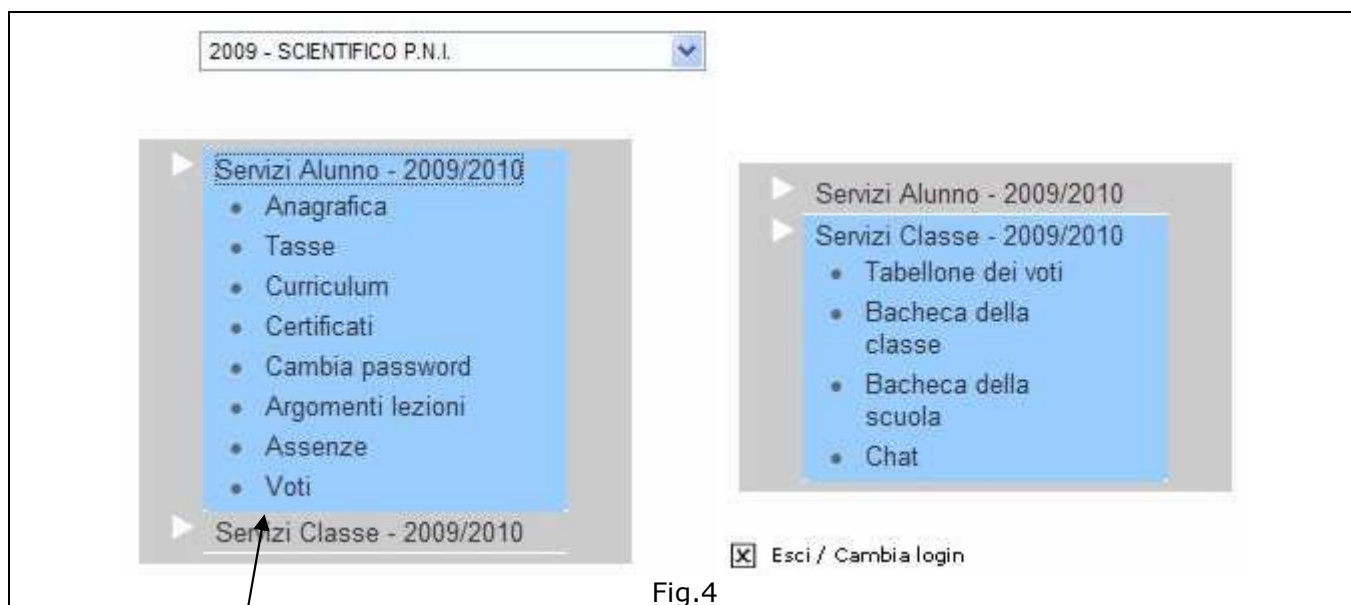 2009 - SCIENTIFICO P.N.I.
Servizi Alunno - 2009/2010
Anagrafica
Tasse
Curriculum
Certificati
Cambia password
Argomenti lezioni
Assenze
Voti
Servizi Classe - 2009/2010
Servizi Alunno - 2009/2010
Servizi Classe - 2009/2010
Tabellone dei voti
Bacheca della
classe
Bacheca della
scuola
Chat
Esci / Cambia login
Fig.4